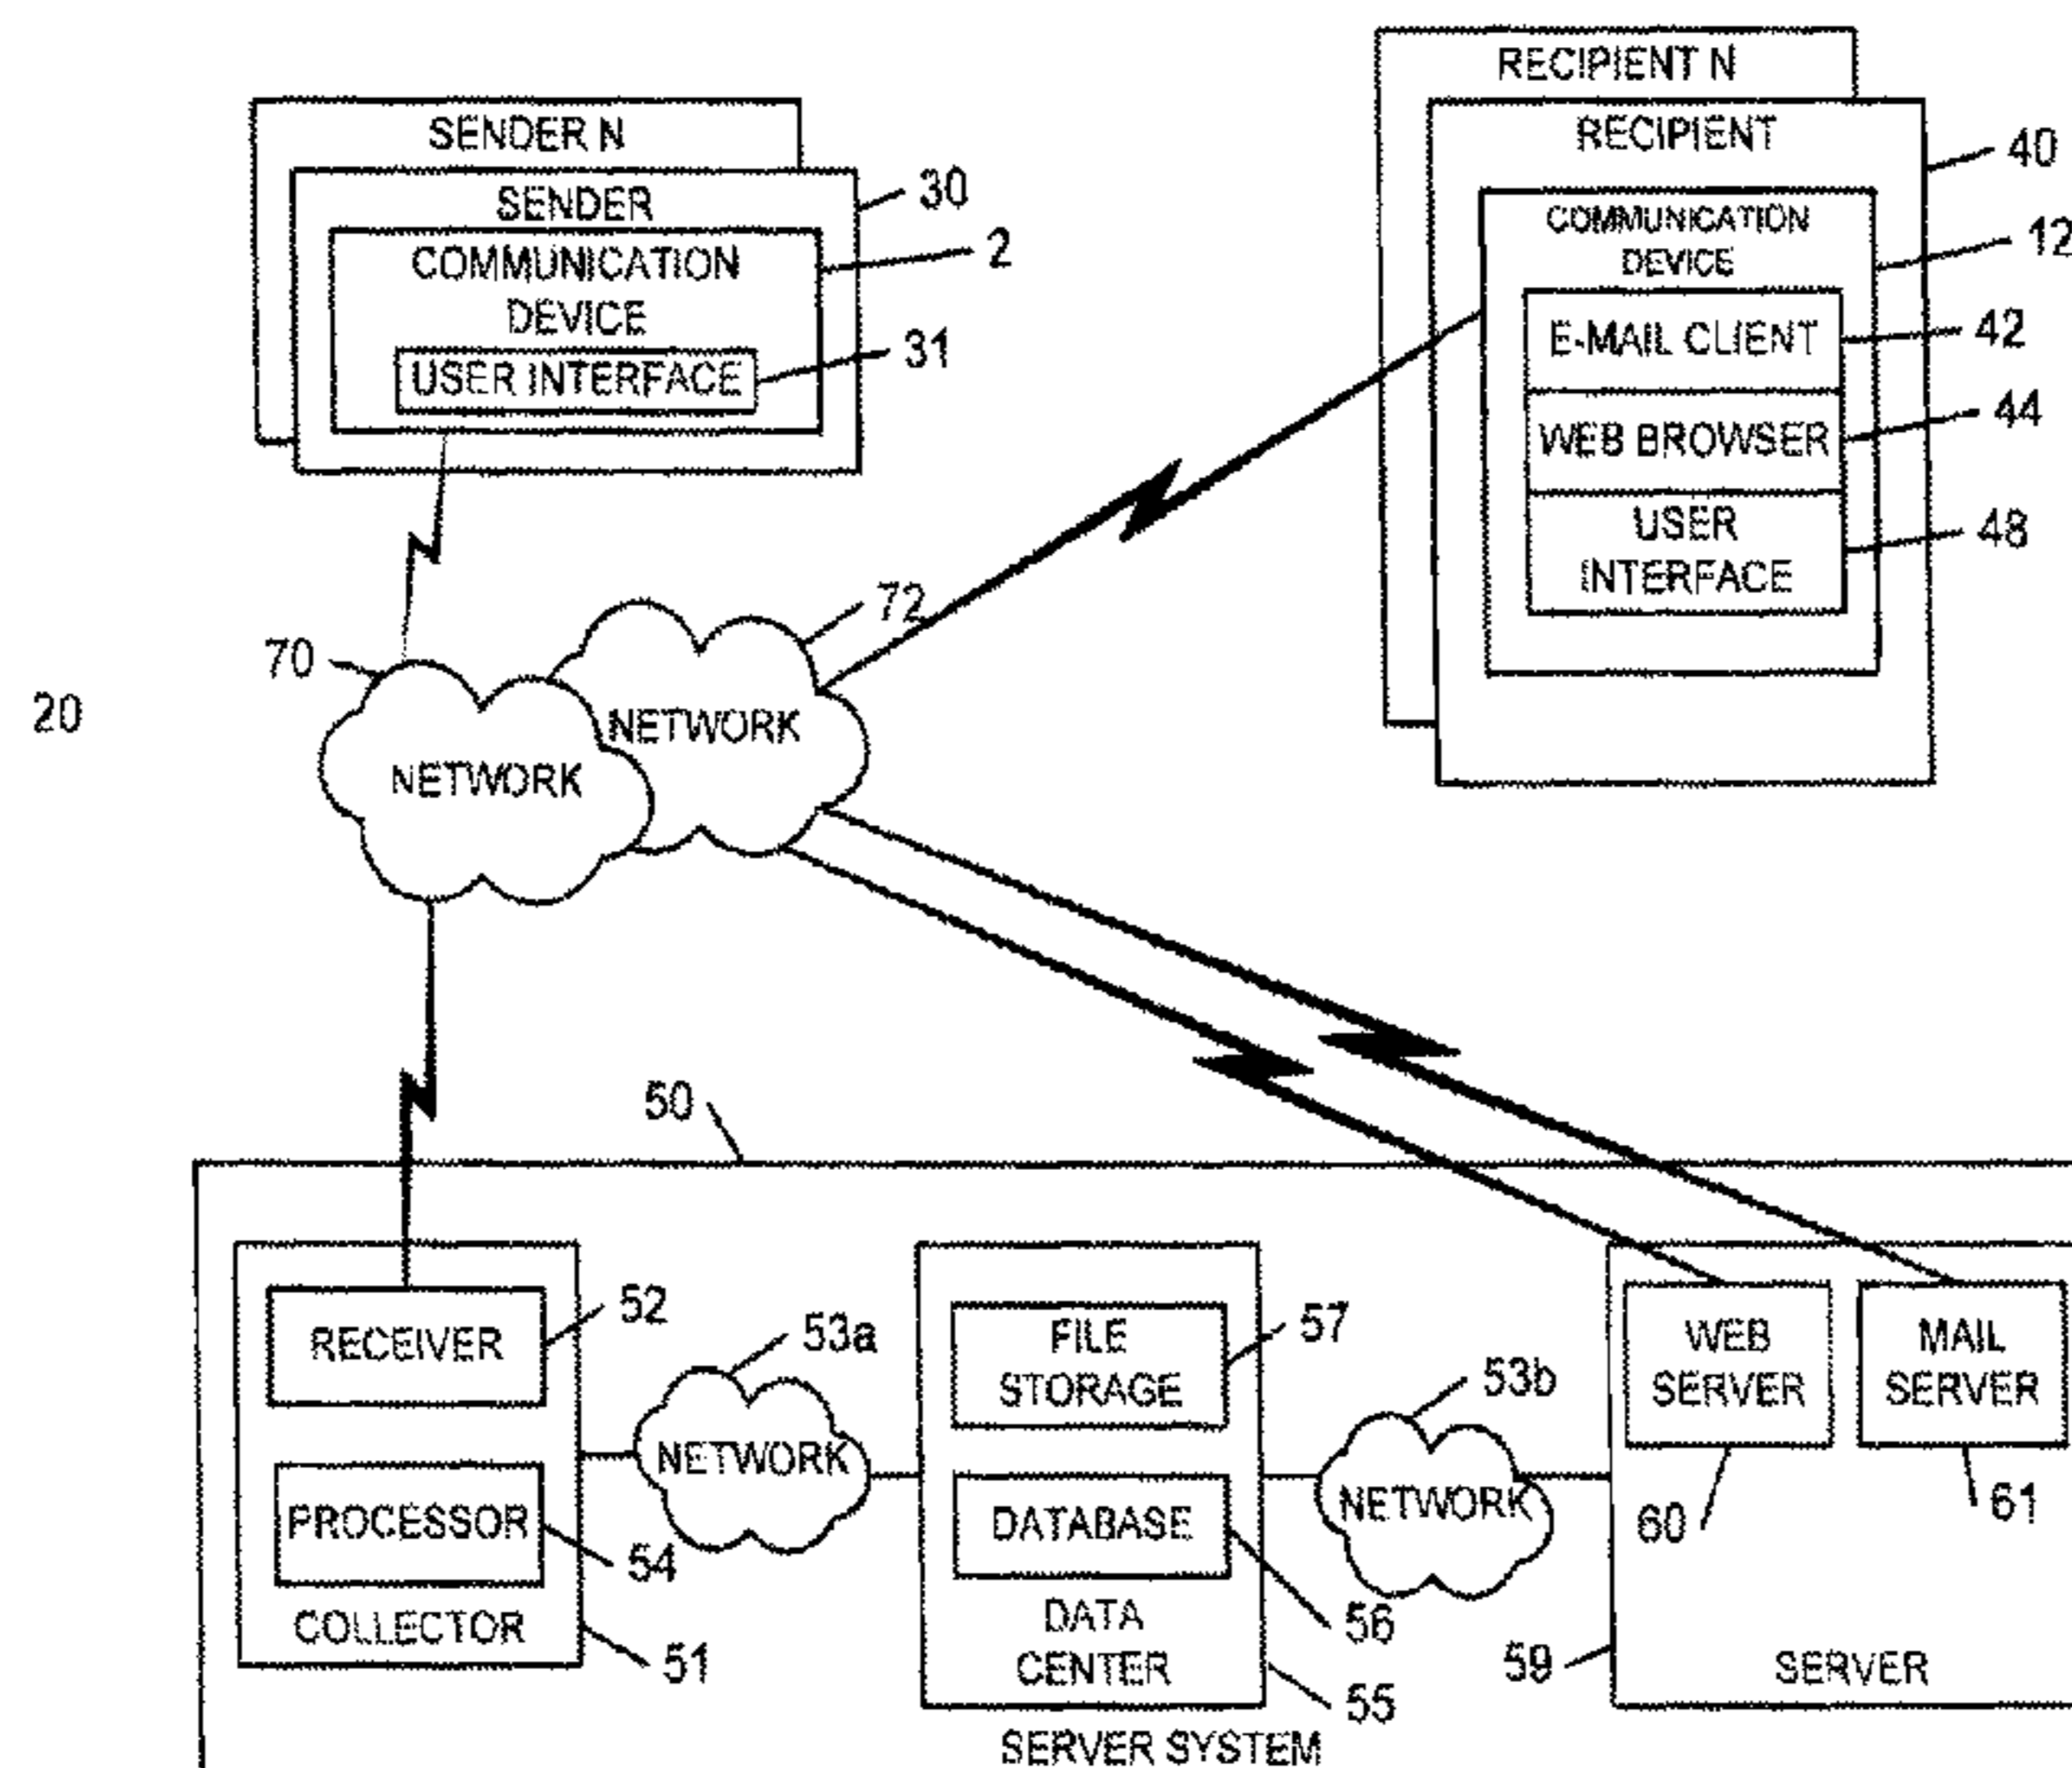 RECIPIENT N
SENDER N
RECIPIENT
40
SENDER
30
COMMUNICATION
DEVICE
12
COMMUNICATION
DEVICE
2
E-MAIL CLIENT
42
USER INTERFACE
31
WEB BROWSER
44
USER
INTERFACE
48
72
70
20
NETWORK
NETWORK
50
RECEIVER
52
53a
FILE
STORAGE
57
53b
WEB
SERVER
MAIL
SERVER
NETWORK
NETWORK
60
61
PROCESSOR
54
DATABASE
56
COLLECTOR
51
DATA
CENTER
55
59
SERVER
SERVER SYSTEM